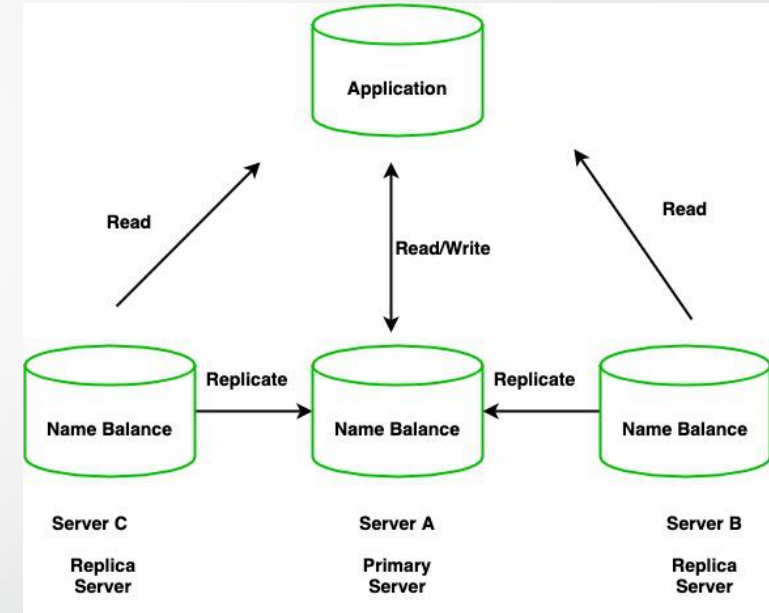 Application
Read
Read
Read/Write
Replicate
Replicate
Name Balance
Name Balance
Name Balance
Server C
Server A
Server B
Replica
Server
Primary
Server
Replica
Server